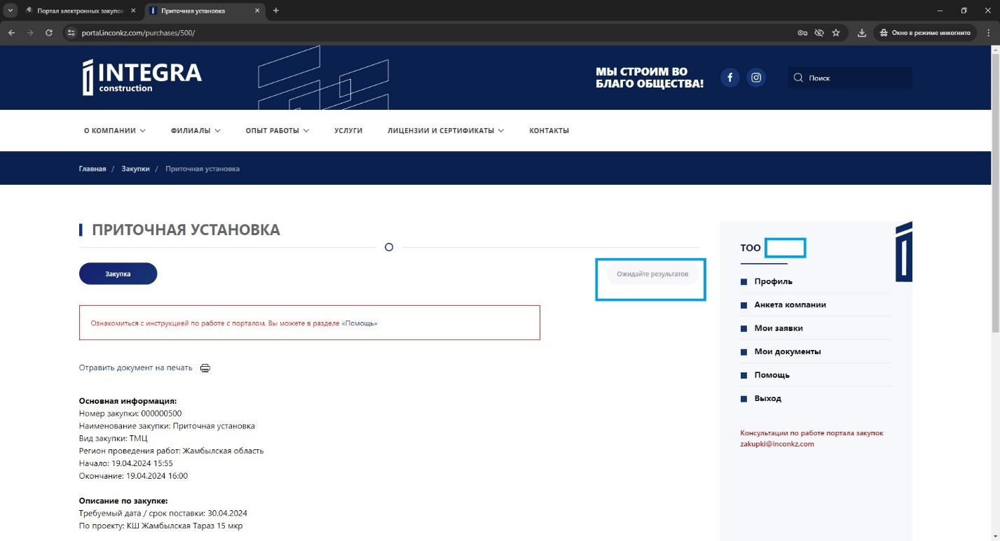 Портал электронных закупок
Приточная установка
portal.inconkz.com/purchases/500/
Окно в режиме инкогнито
INTEGRA
construction
МЫ СТРОИМ ВО
БЛАГО ОБЩЕСТВА!
Поиск
О КОМПАНИИ
ФИЛИАЛЫ
ОПЫТ РАБОТЫ
УСЛУГИ
ЛИЦЕНЗИИ И СЕРТИФИКАТЫ
КОНТАКТЫ
Главная / Закупки / Приточная установка
ПРИТОЧНАЯ УСТАНОВКА
Закупка
Ожидайте результатов
Ознакомиться с инструкцией по работе с порталом, Вы можете в разделе «Помощь»
Отравить документ на печать
Основная информация:
Номер закупки: 000000500
Наименование закупки: Приточная установка
Вид закупки: ТМЦ
Регион проведения работ: Жамбылская область
Начало: 19.04.2024 15:55
Окончание: 19.04.2024 16:00
Описание по закупке:
Требуемый дата / срок поставки: 30.04.2024
По проекту: КШ Жамбылская Тараз 15 мкр
ТОО
Профиль
Анкета компании
Мои заявки
Мои документы
Помощь
Выход
Консультации по работе портала закупок
zakupki@inconkz.com